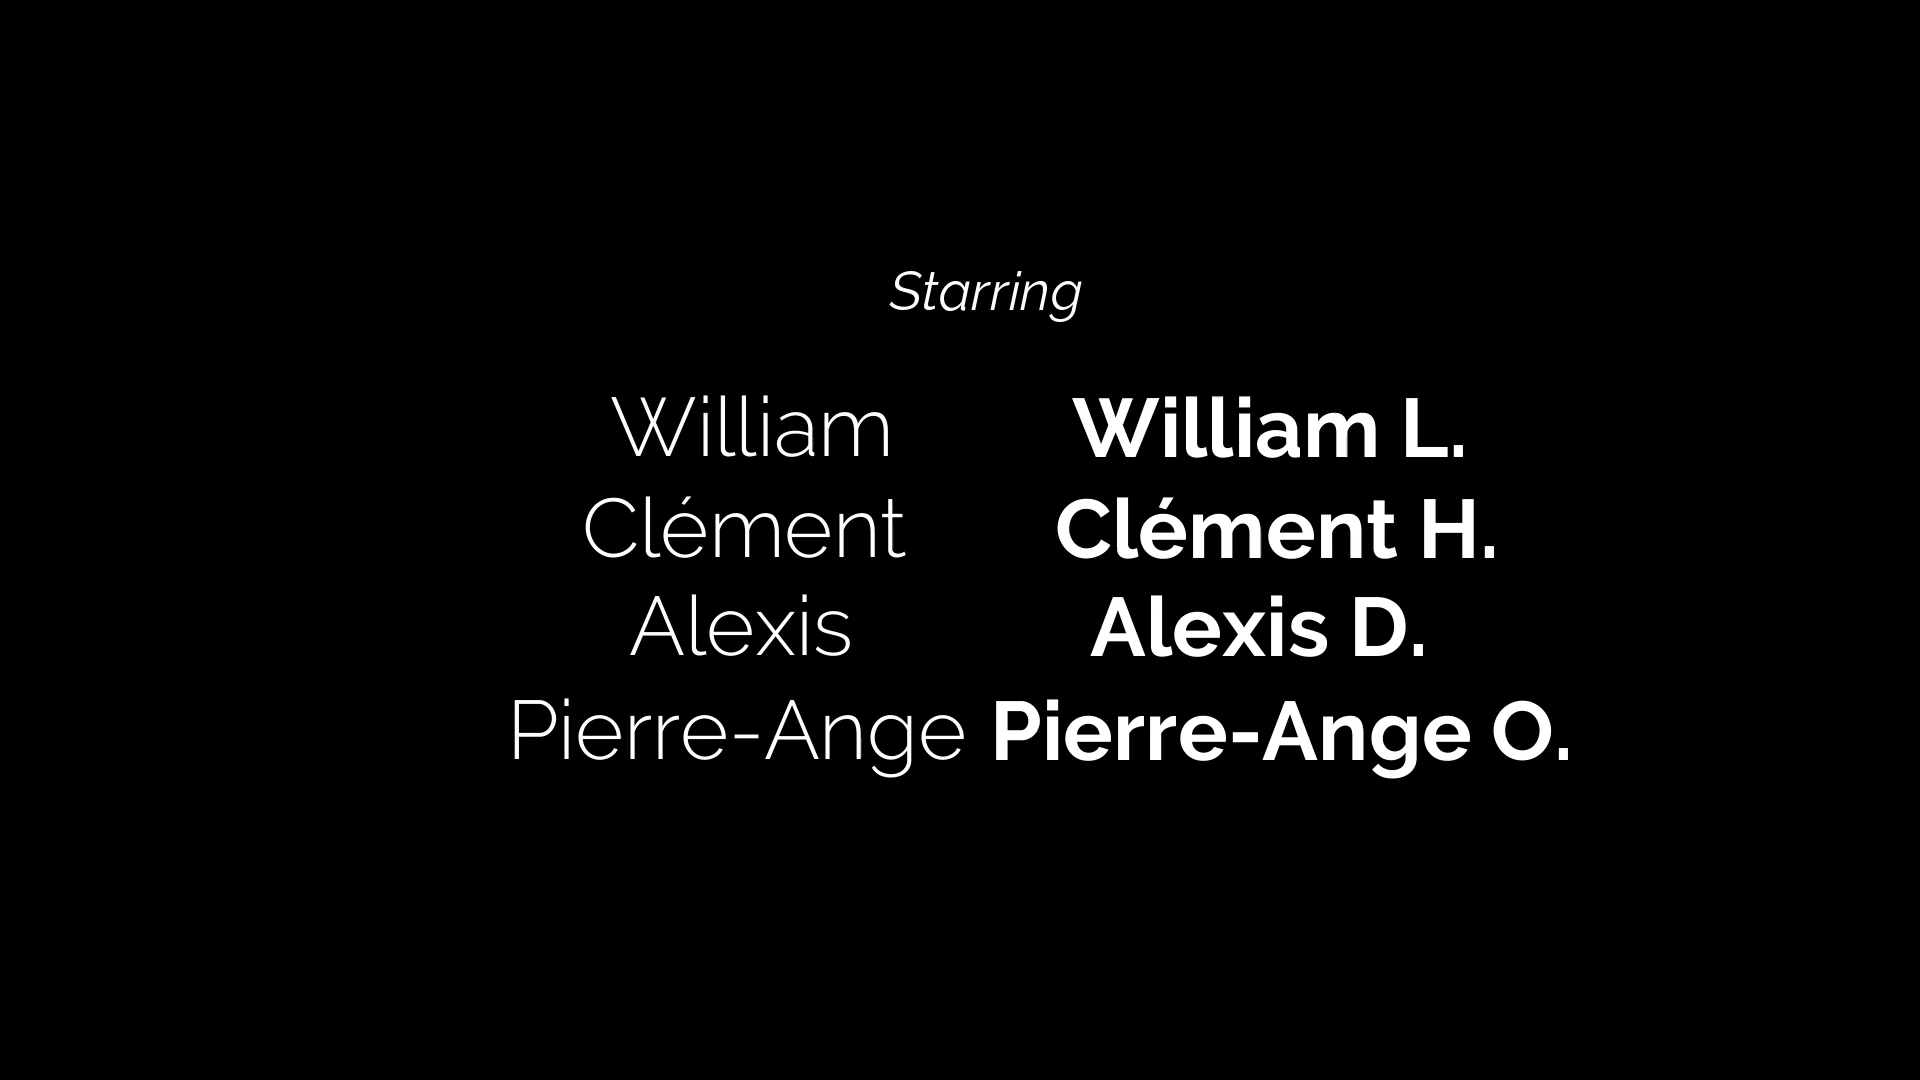 Starring
William William L.
Clément Clément H.
Alexis Alexis D.
Pierre-Ange Pierre-Ange O.